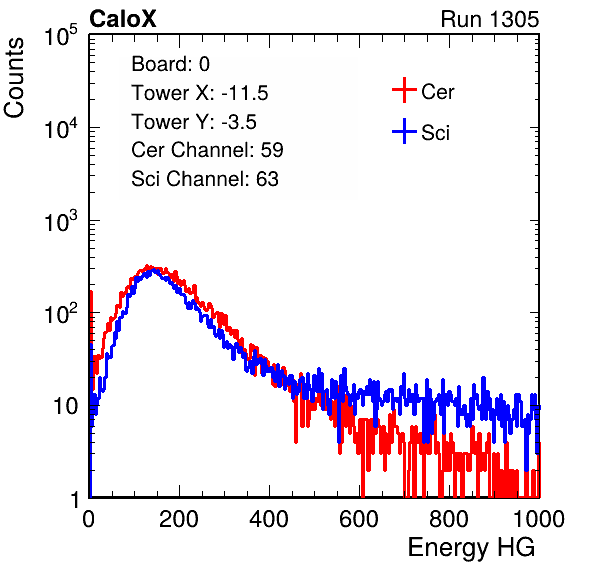 CaloX Run 1305
Counts
10^5
10^4
10^3
10^2
10
1
Board: 0
Tower X: -11.5
Tower Y: -3.5
Cer Channel: 59
Sci Channel: 63
Cer
Sci
0 200 400 600 800 1000
Energy HG